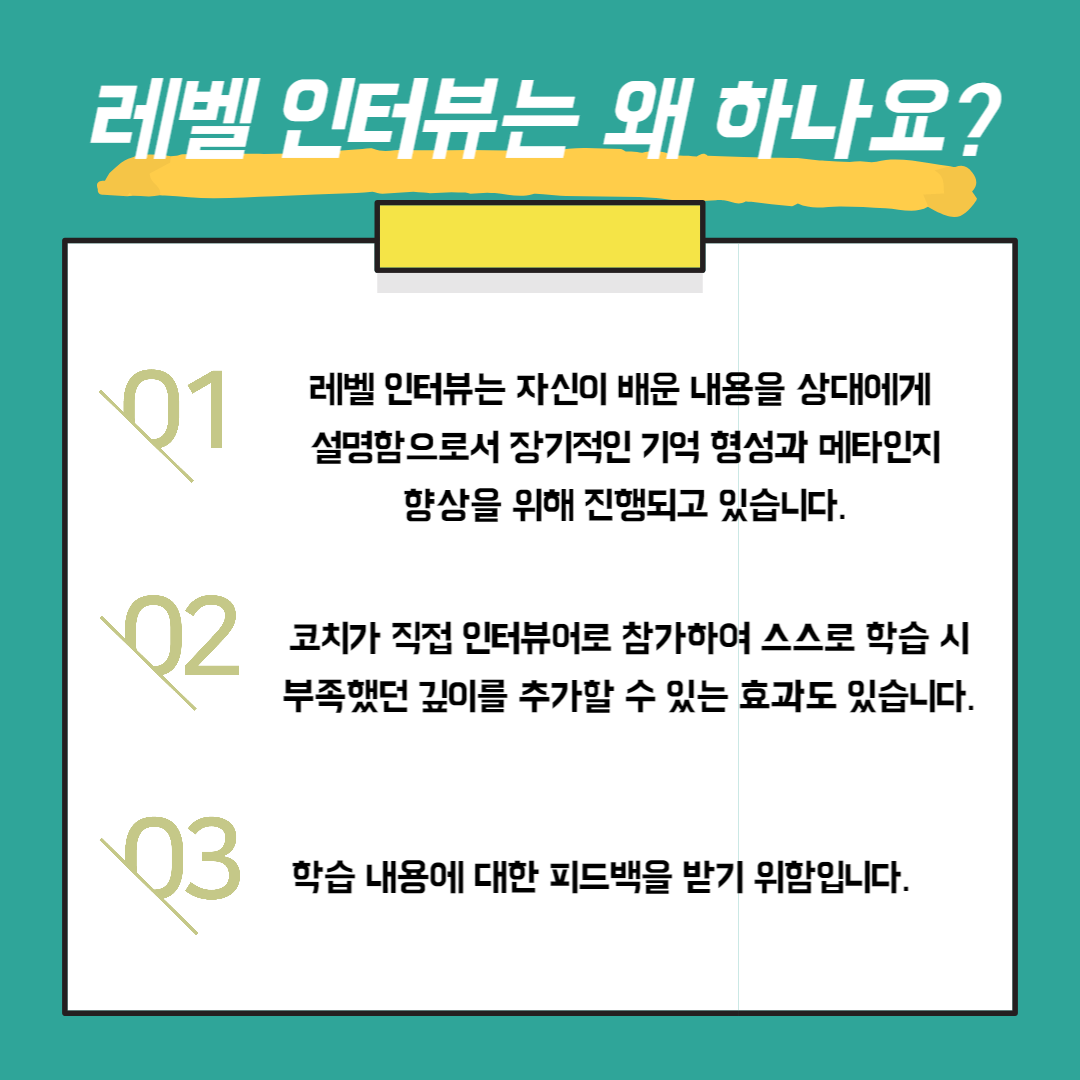 레벨 인터뷰는 왜 하나요?
01
레벨 인터뷰는 자신이 배운 내용을 상대에게
설명함으로서 장기적인 기억 형성과 메타인지
향상을 위해 진행되고 있습니다.
02
코치가 직접 인터뷰어로 참가하여 스스로 학습 시
부족했던 깊이를 추가할 수 있는 효과도 있습니다.
03
학습 내용에 대한 피드백을 받기 위함입니다.